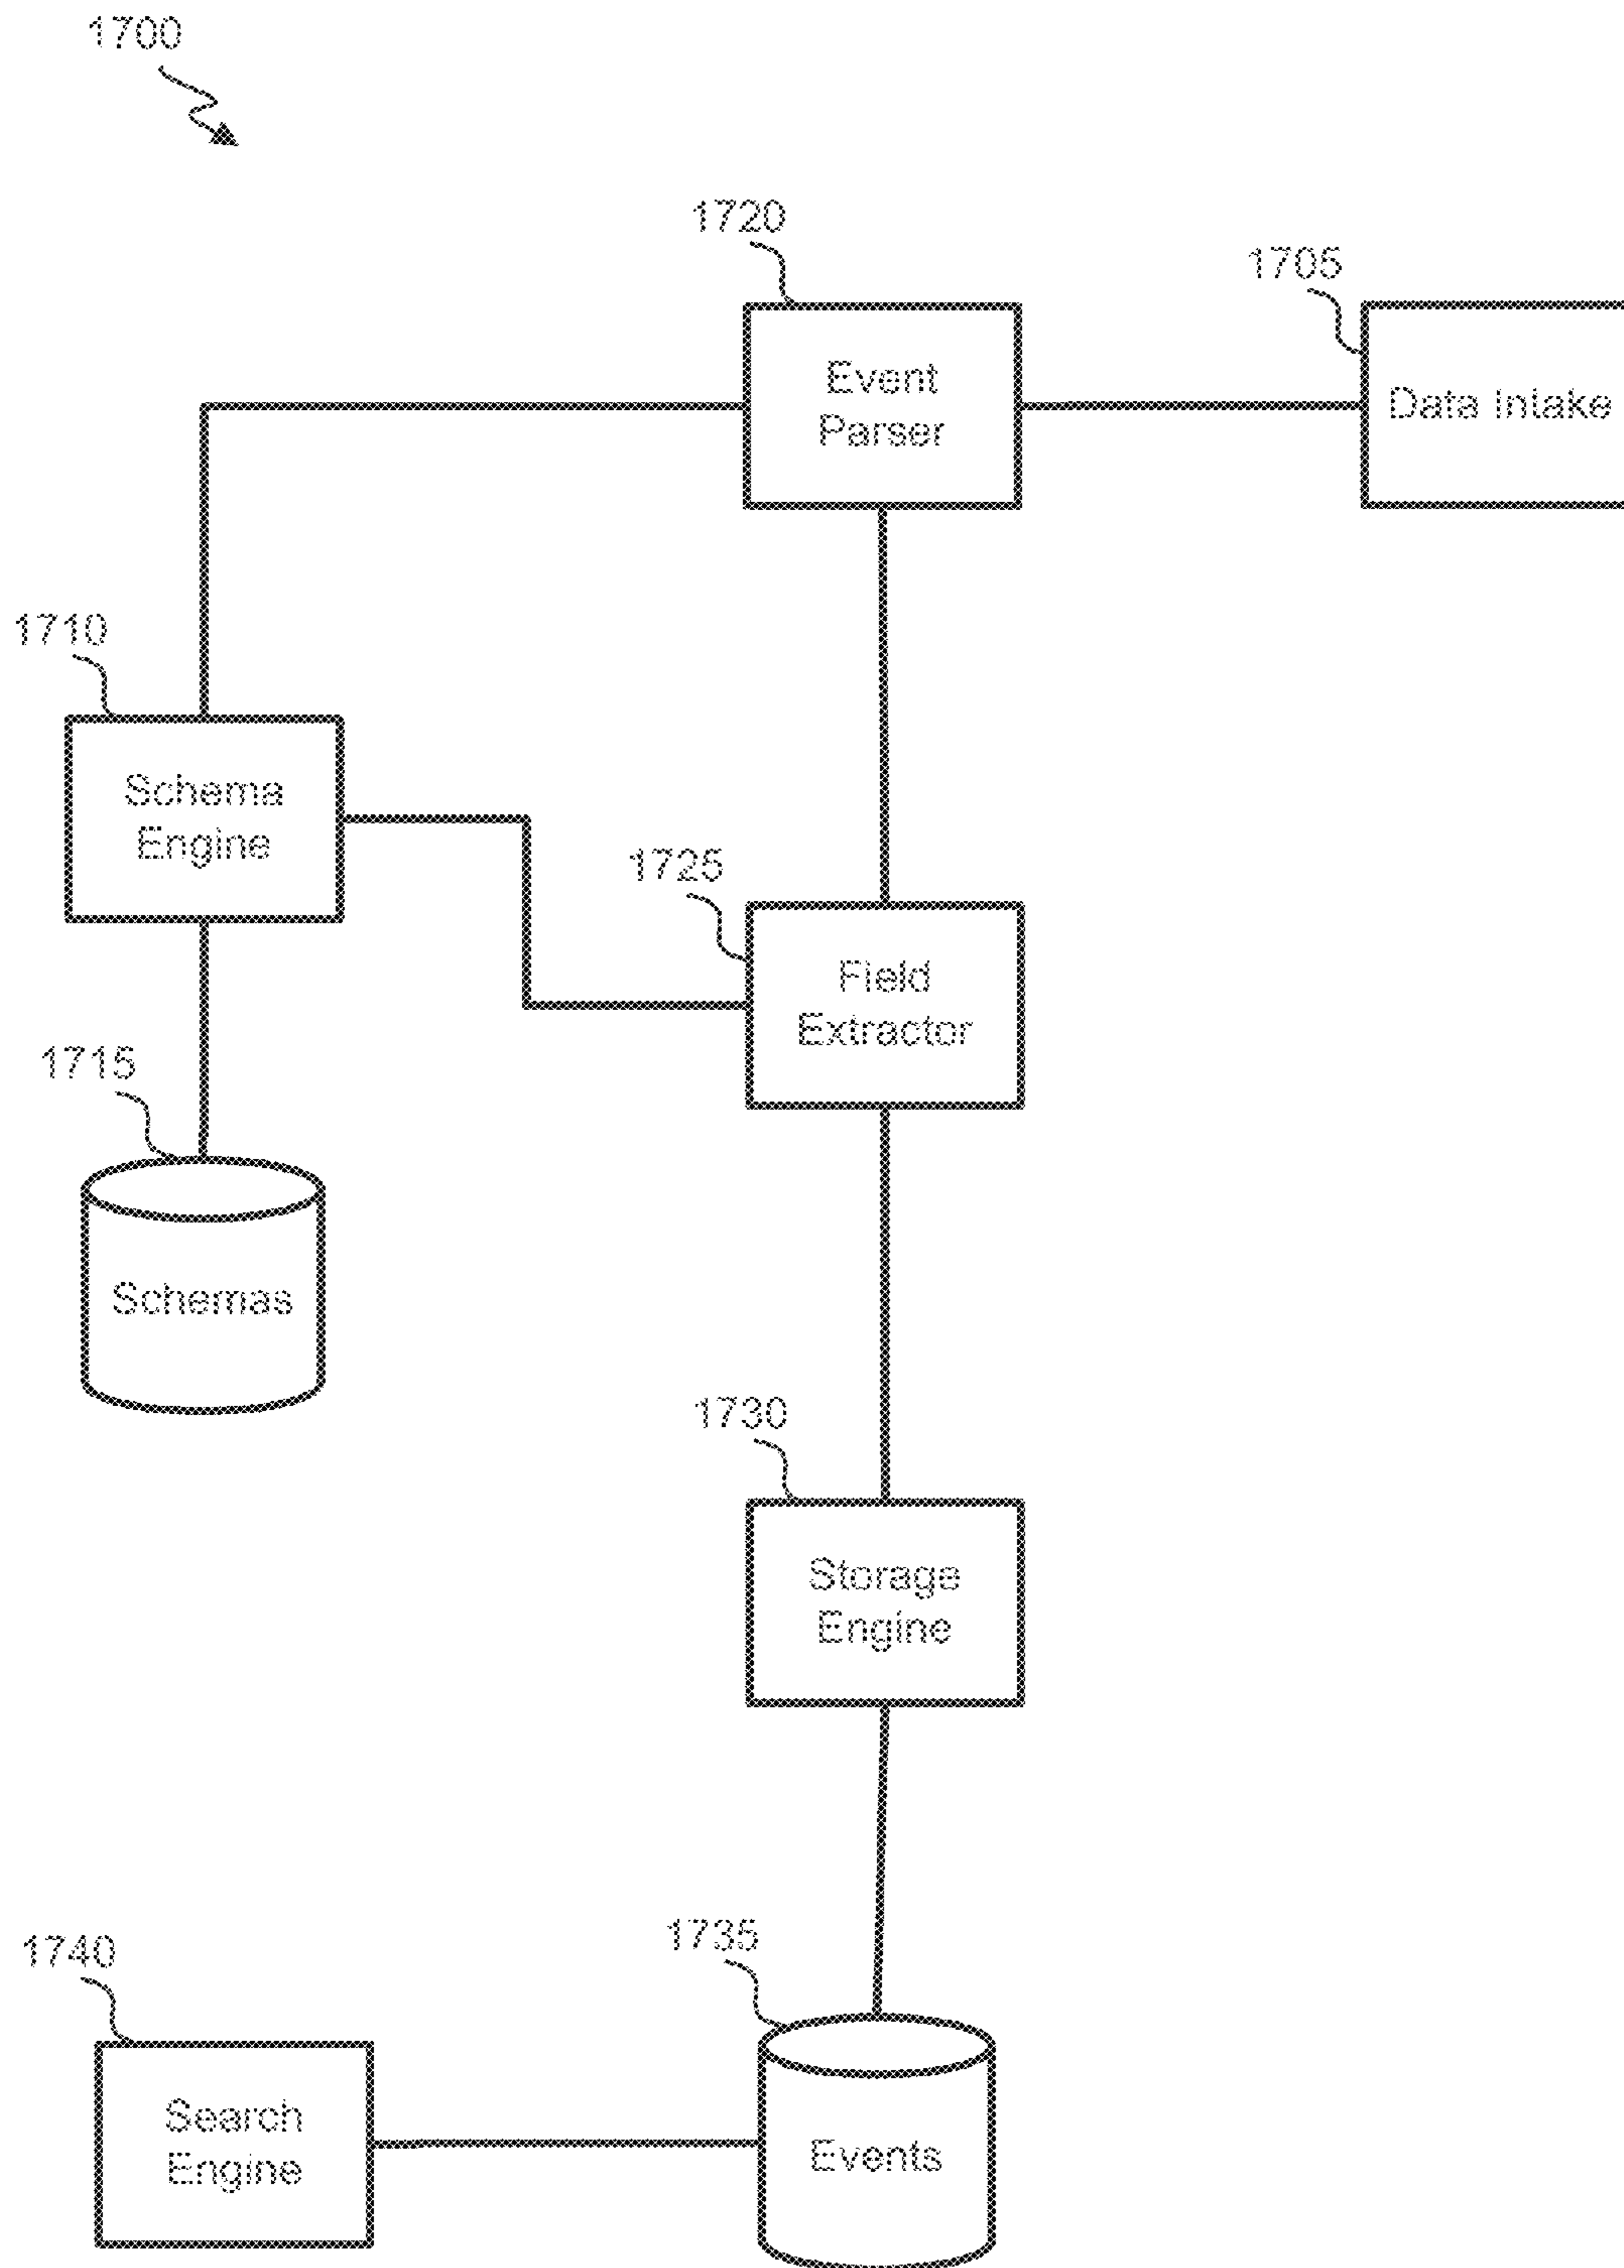 1700
1720
1705
Event
Parser
Data Intake
1710
Schema
Engine
1725
Field
Extractor
1715
Schemas
1730
Storage
Engine
1740
1735
Search
Engine
Events